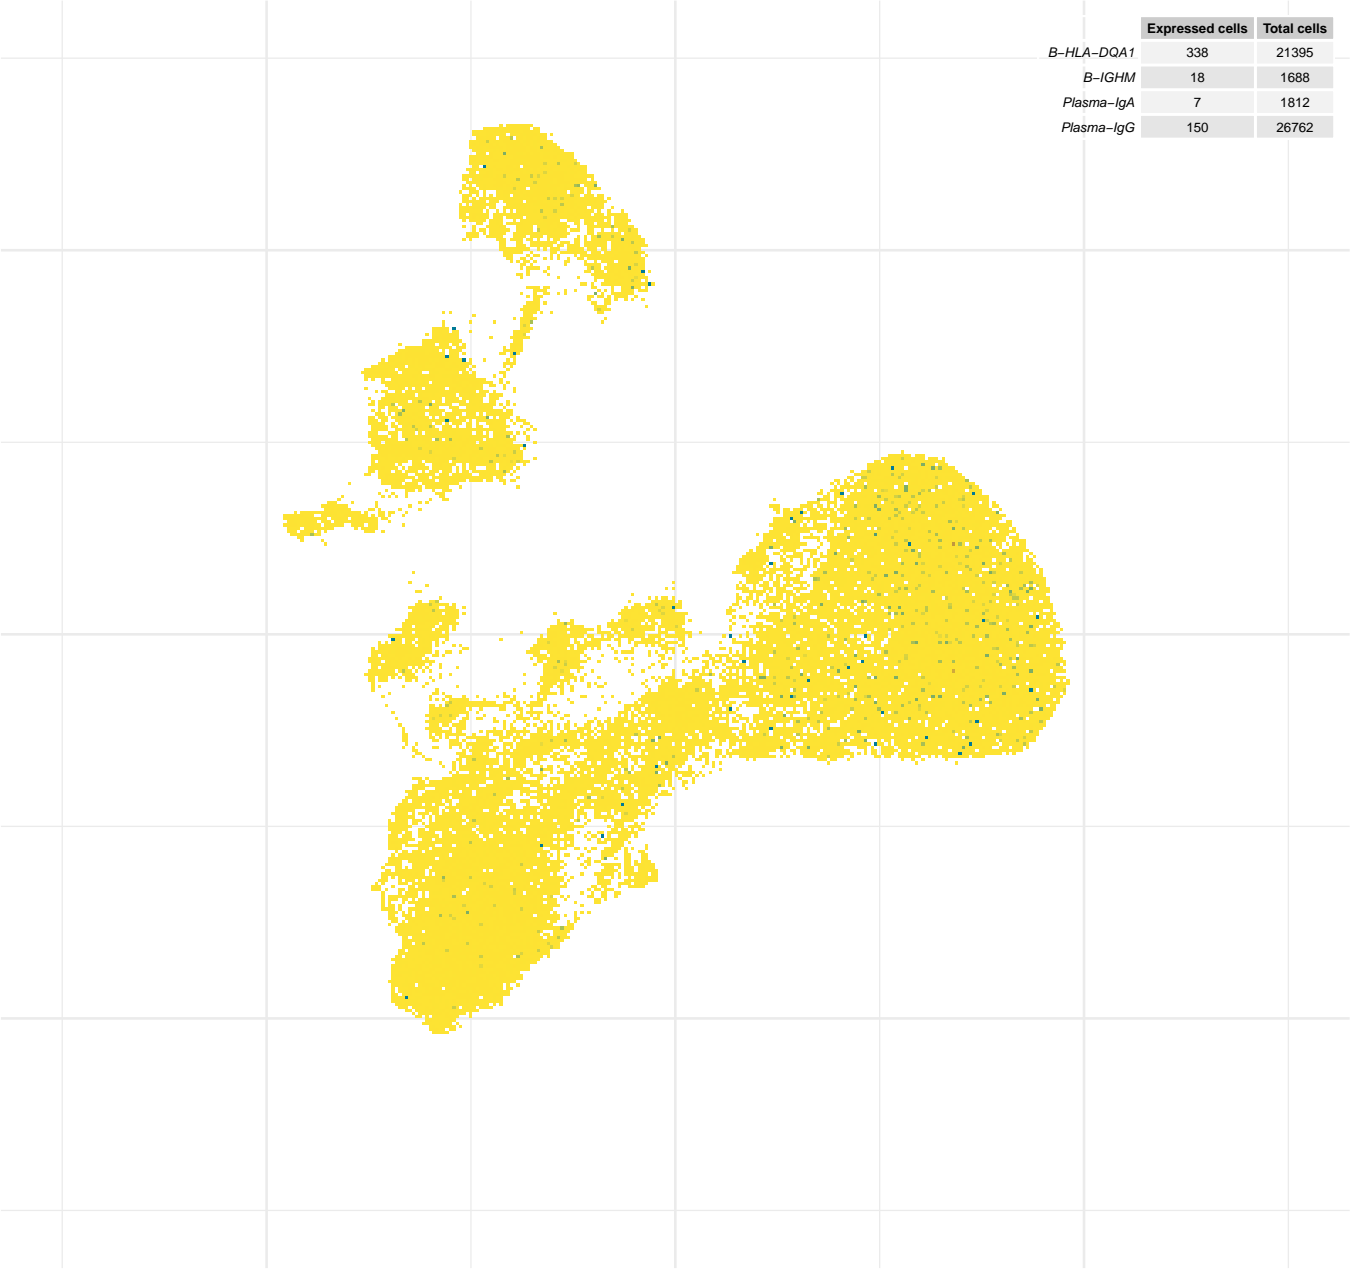 Expressed cells Total cells
B−HLA−DQA1 338 21395
B−IGHM 18 1688
Plasma−IgA 7 1812
Plasma−IgG 150 26762